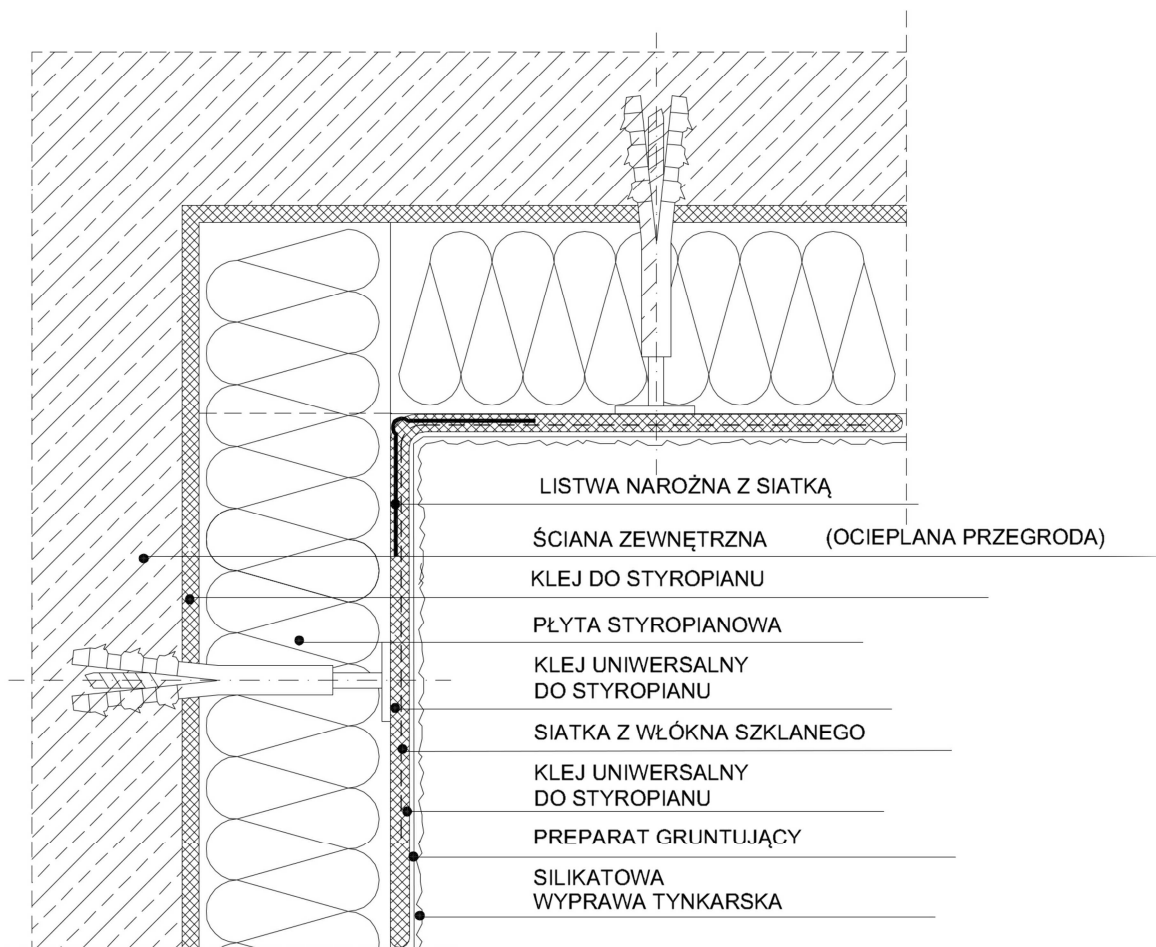 LISTWA NAROŻNA Z SIATKĄ
ŚCIANA ZEWNĘTRZNA (OCIEPLANA PRZEGRODA)
KLEJ DO STYROPIANU
PŁYTA STYROPIANOWA
KLEJ UNIWERSALNY
DO STYROPIANU
SIATKA Z WŁÓKNA SZKLANEGO
KLEJ UNIWERSALNY
DO STYROPIANU
PREPARAT GRUNTUJĄCY
SILIKATOWA
WYPRAWA TYNKARSKA